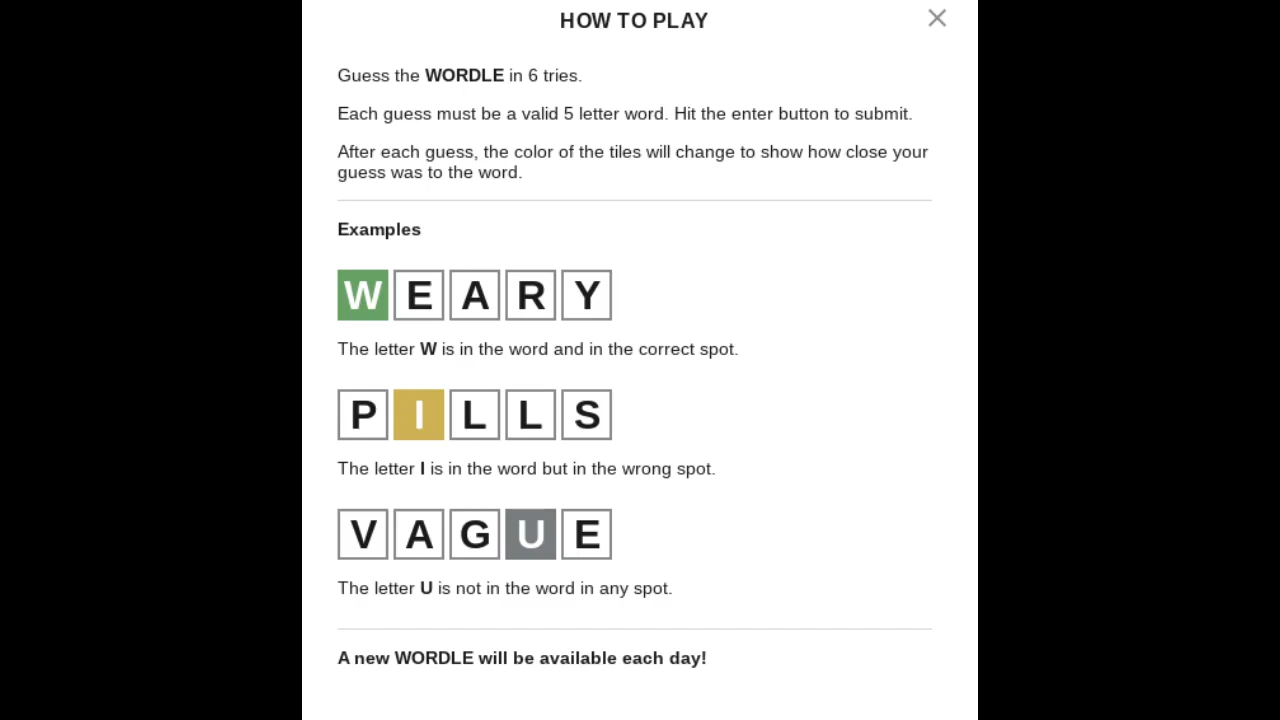 HOW TO PLAY
Guess the WORDLE in 6 tries.
Each guess must be a valid 5 letter word. Hit the enter button to submit.
After each guess, the color of the tiles will change to show how close your
guess was to the word.
Examples
WEARY
The letter W is in the word and in the correct spot.
PILLS
The letter I is in the word but in the wrong spot.
VAGUE
The letter U is not in the word in any spot.
A new WORDLE will be available each day!